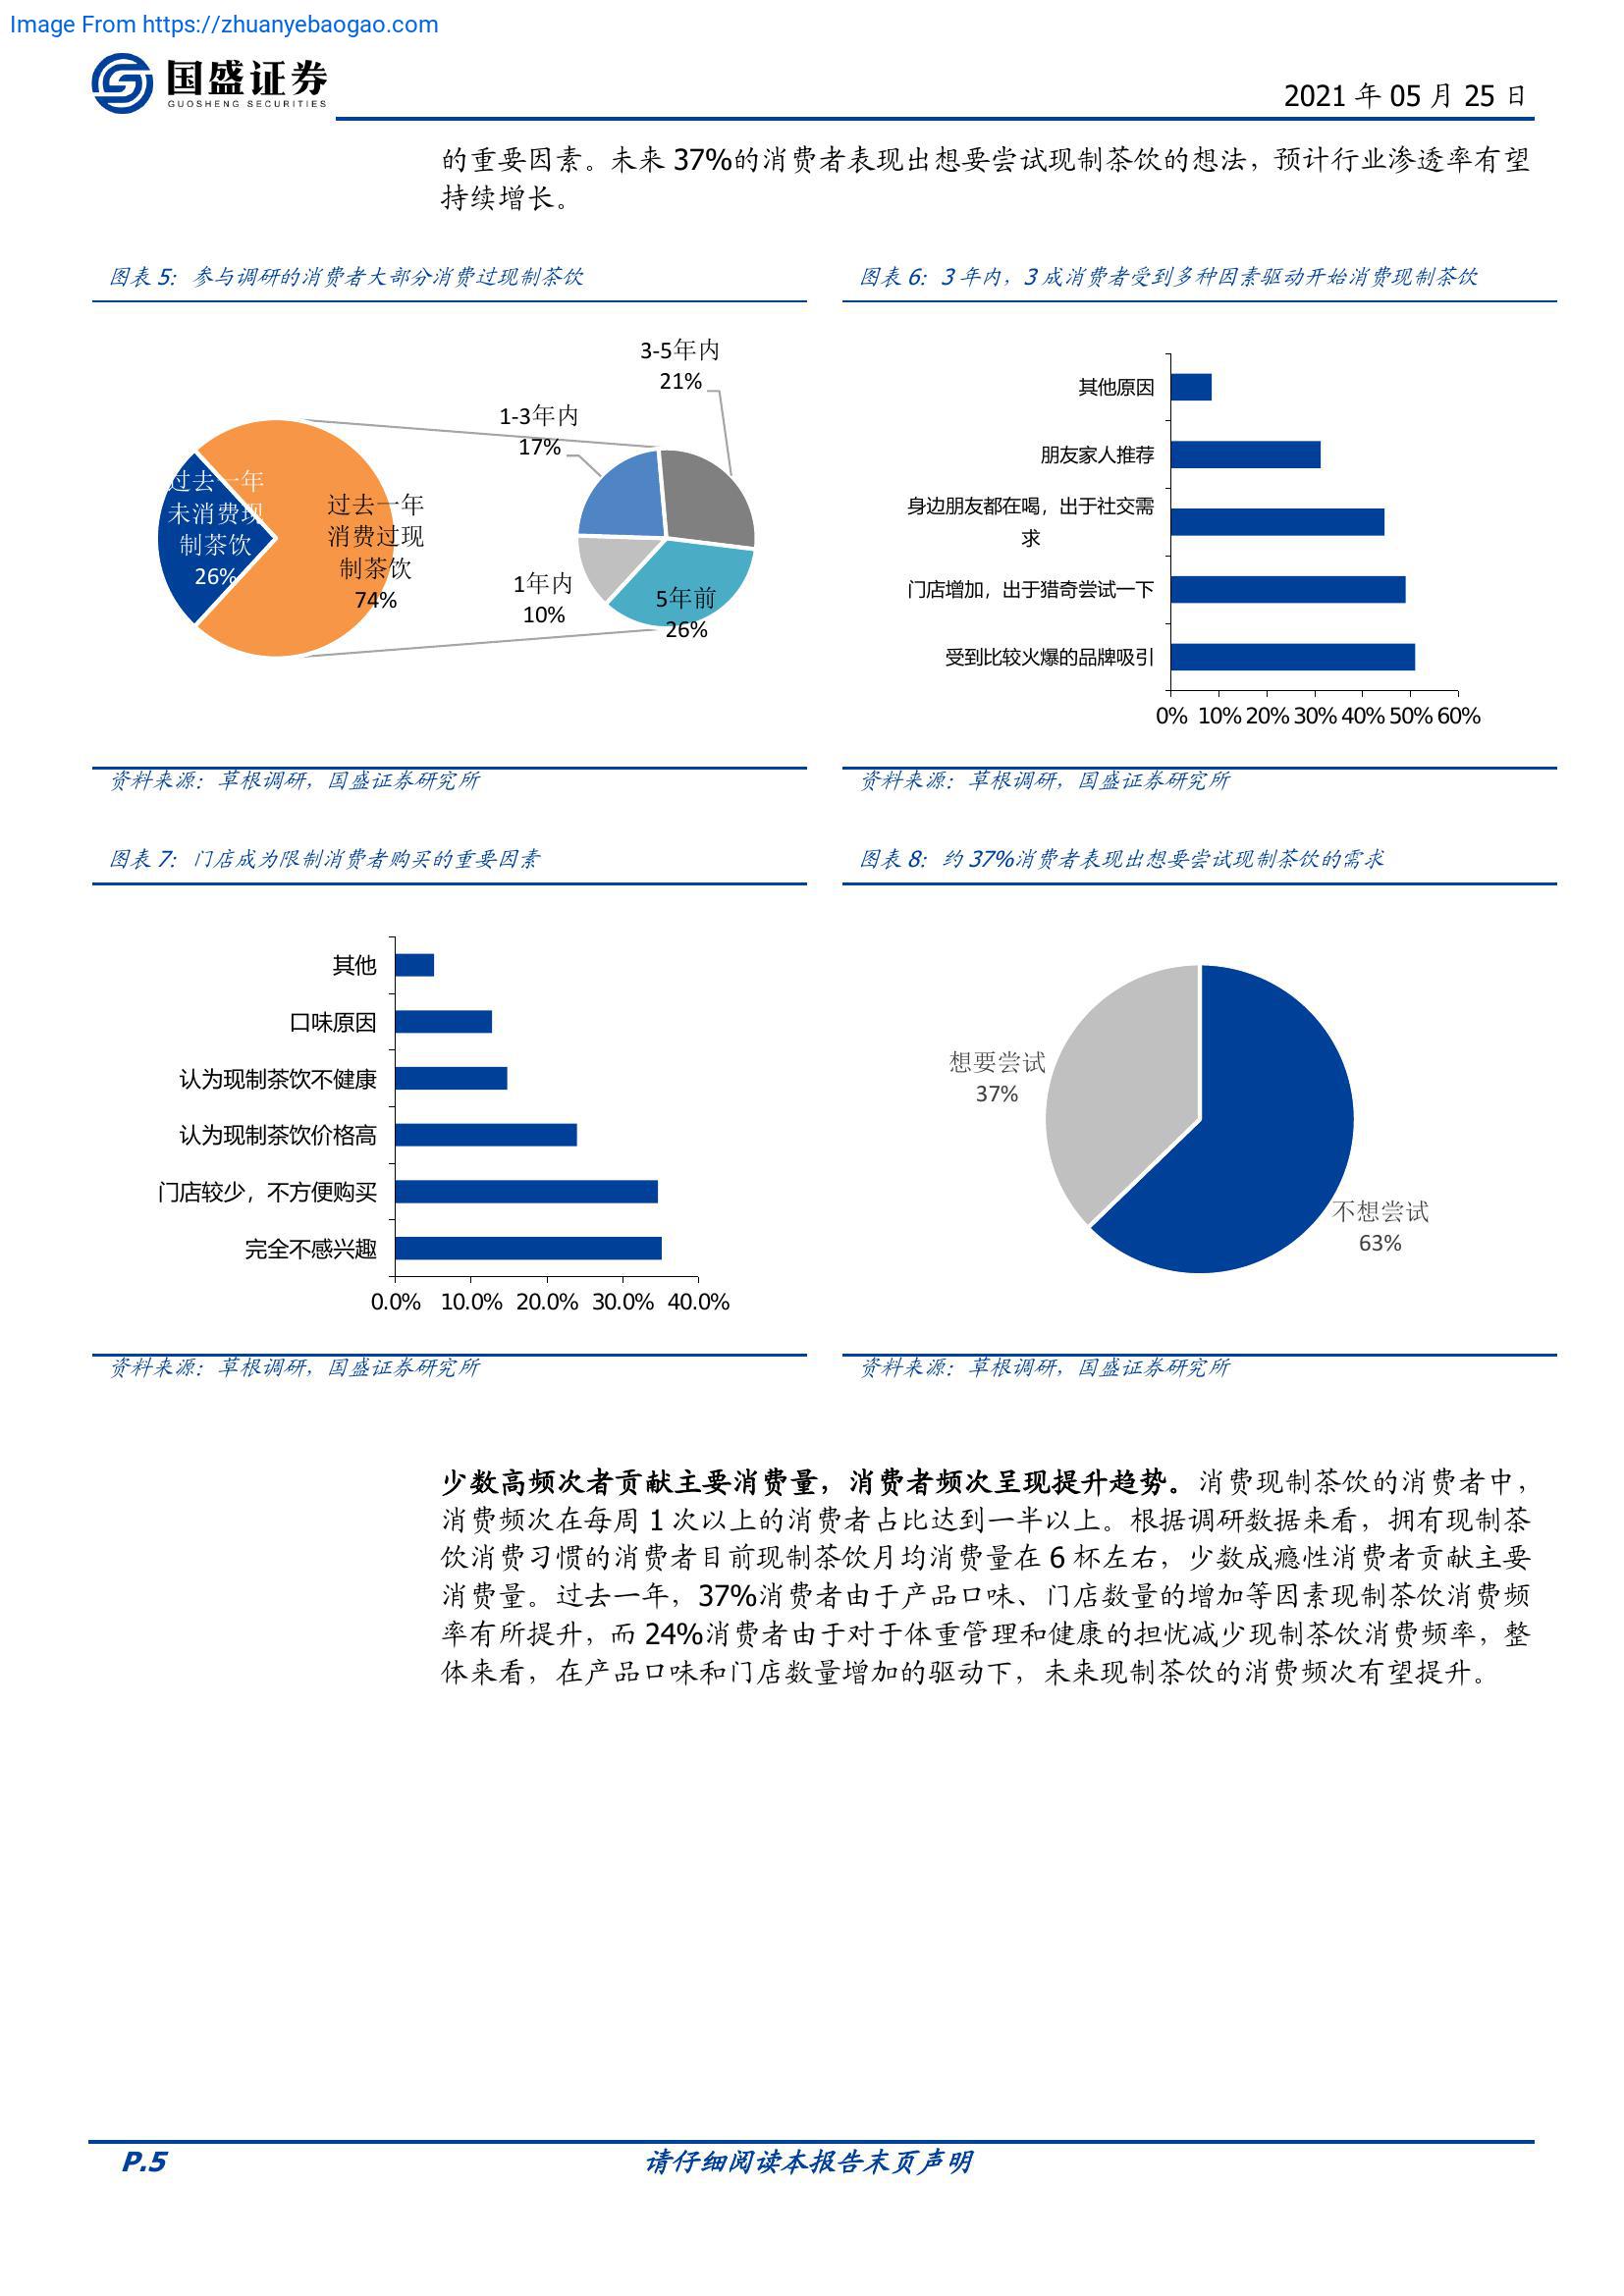 Image From https://zhuanyebaogao.com
国盛证券
GUOSHENG SECURITIES
2021 年 05 月 25 日
的重要因素。未来 37%的消费者表现出想要尝试现制茶饮的想法，预计行业渗透率有望
持续增长。
图表 5：参与调研的消费者大部分消费过现制茶饮
过去一年
未消费现
制茶饮
26%
过去一年
消费过现
制茶饮
74%
1-3年内
17%
3-5年内
21%
1年内
10%
5年前
26%
资料来源：草根调研，国盛证券研究所
图表 6：3 年内，3 成消费者受到多种因素驱动开始消费现制茶饮
其他原因
朋友家人推荐
身边朋友都在喝，出于社交需
求
门店增加，出于猎奇尝试一下
受到比较火爆的品牌吸引
0% 10% 20% 30% 40% 50% 60%
资料来源：草根调研，国盛证券研究所
图表 7：门店成为限制消费者购买的重要因素
其他
口味原因
认为现制茶饮不健康
认为现制茶饮价格高
门店较少，不方便购买
完全不感兴趣
0.0% 10.0% 20.0% 30.0% 40.0%
资料来源：草根调研，国盛证券研究所
图表 8：约 37%消费者表现出想要尝试现制茶饮的需求
想要尝试
37%
不想尝试
63%
资料来源：草根调研，国盛证券研究所
少数高频次者贡献主要消费量，消费者频次呈现提升趋势。消费现制茶饮的消费者中，
消费频次在每周 1 次以上的消费者占比达到一半以上。根据调研数据来看，拥有现制茶
饮消费习惯的消费者目前现制茶饮月均消费量在 6 杯左右，少数成瘾性消费者贡献主要
消费量。过去一年，37%消费者由于产品口味、门店数量的增加等因素现制茶饮消费频
率有所提升，而 24%消费者由于对于体重管理和健康的担忧减少现制茶饮消费频率，整
体来看，在产品口味和门店数量增加的驱动下，未来现制茶饮的消费频次有望提升。
P.5
请仔细阅读本报告末页声明